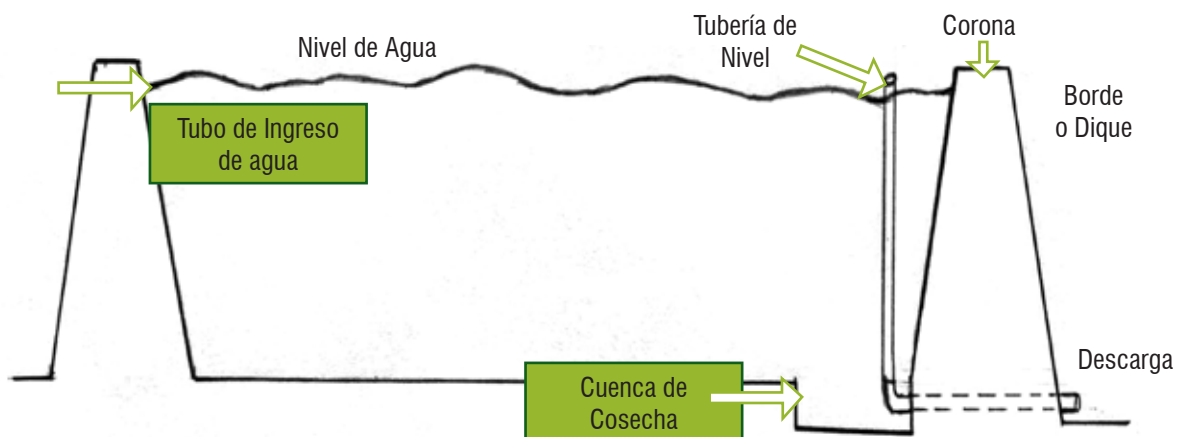 Nivel de Agua
Tubería de
Nivel
Corona
Borde
o Dique
Tubo de Ingreso
de agua
Cuenca de
Cosecha
Descarga